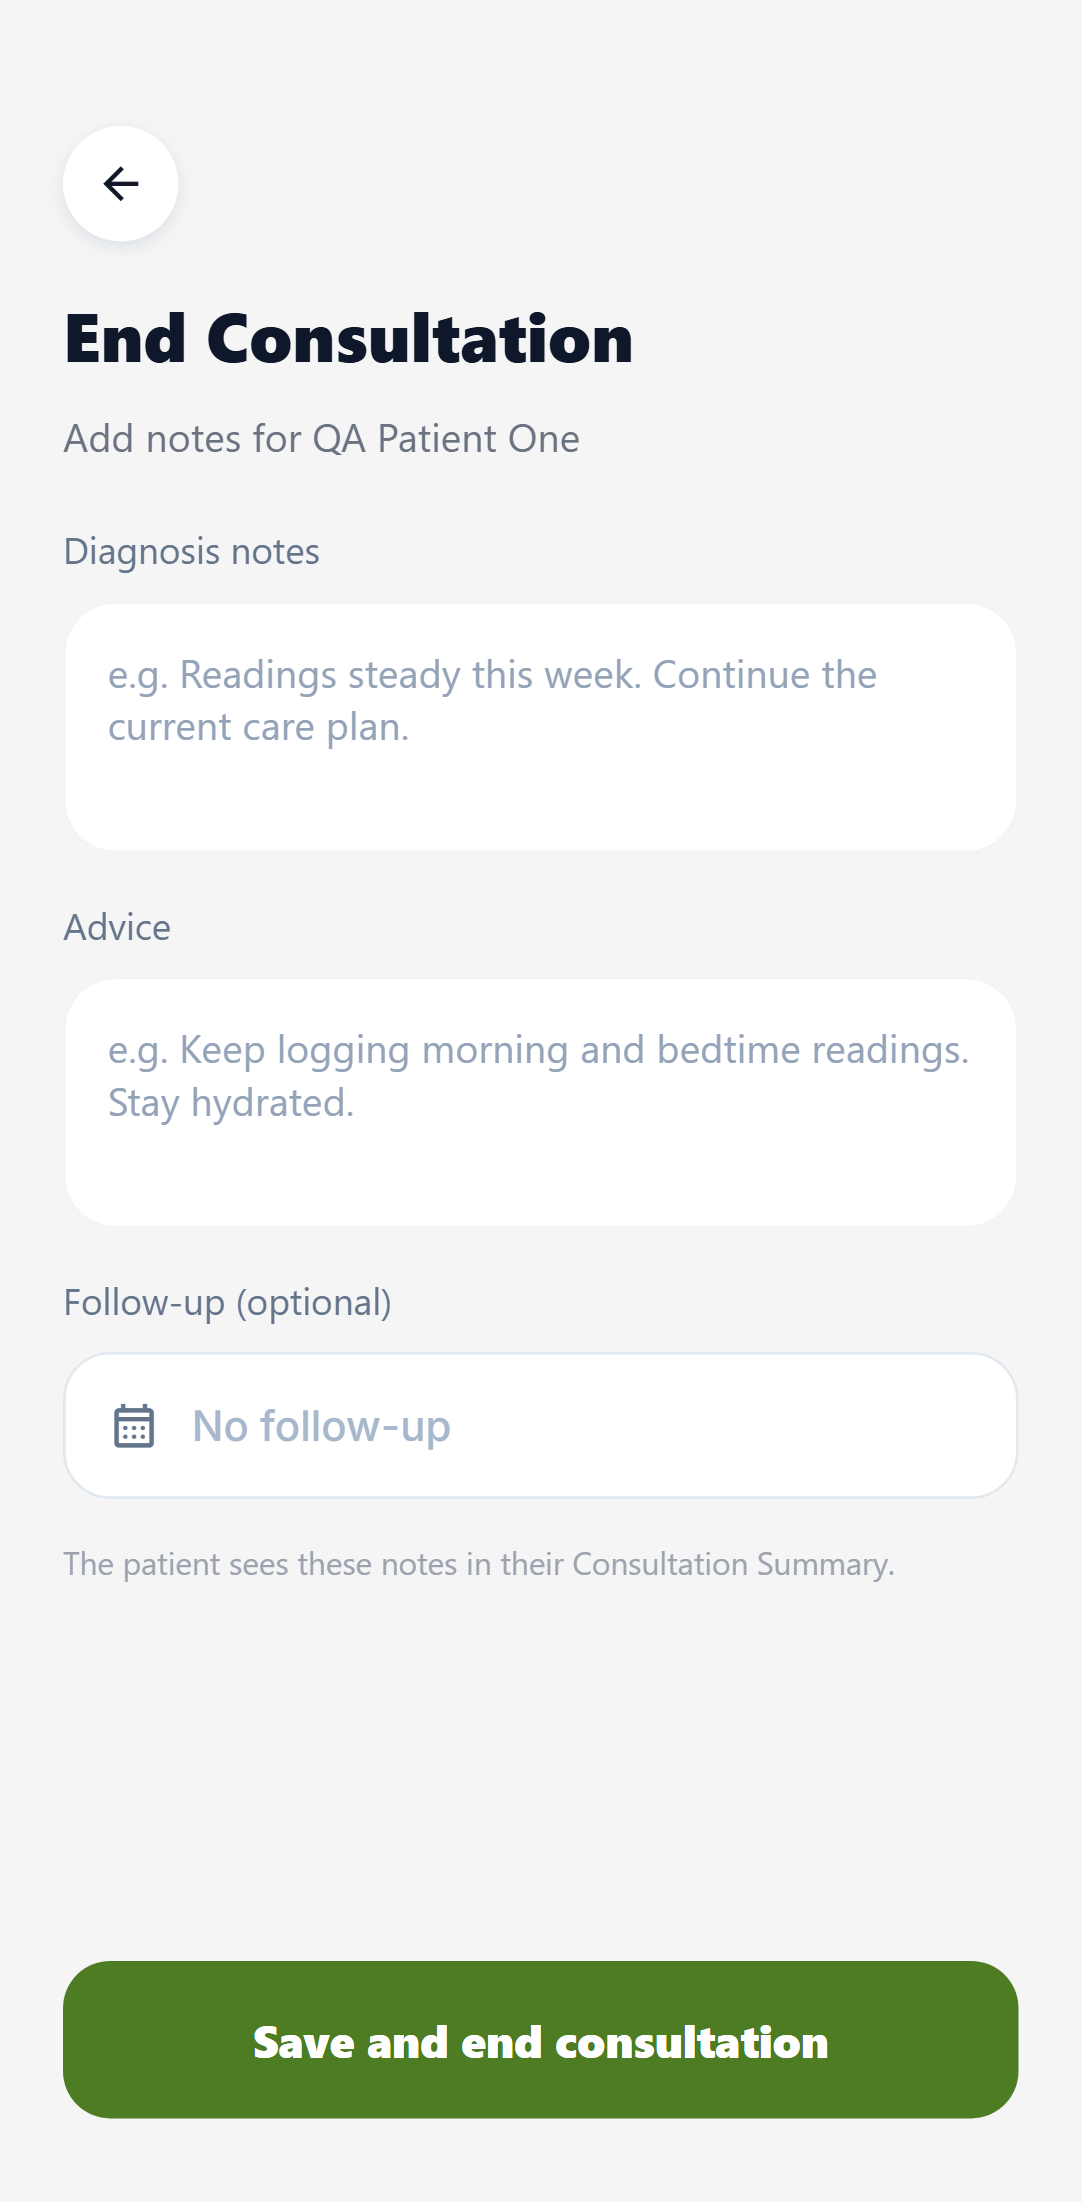 End Consultation
Add notes for QA Patient One
Diagnosis notes
e.g. Readings steady this week. Continue the
current care plan.
Advice
e.g. Keep logging morning and bedtime readings.
Stay hydrated.
Follow-up (optional)
No follow-up
The patient sees these notes in their Consultation Summary.
Save and end consultation